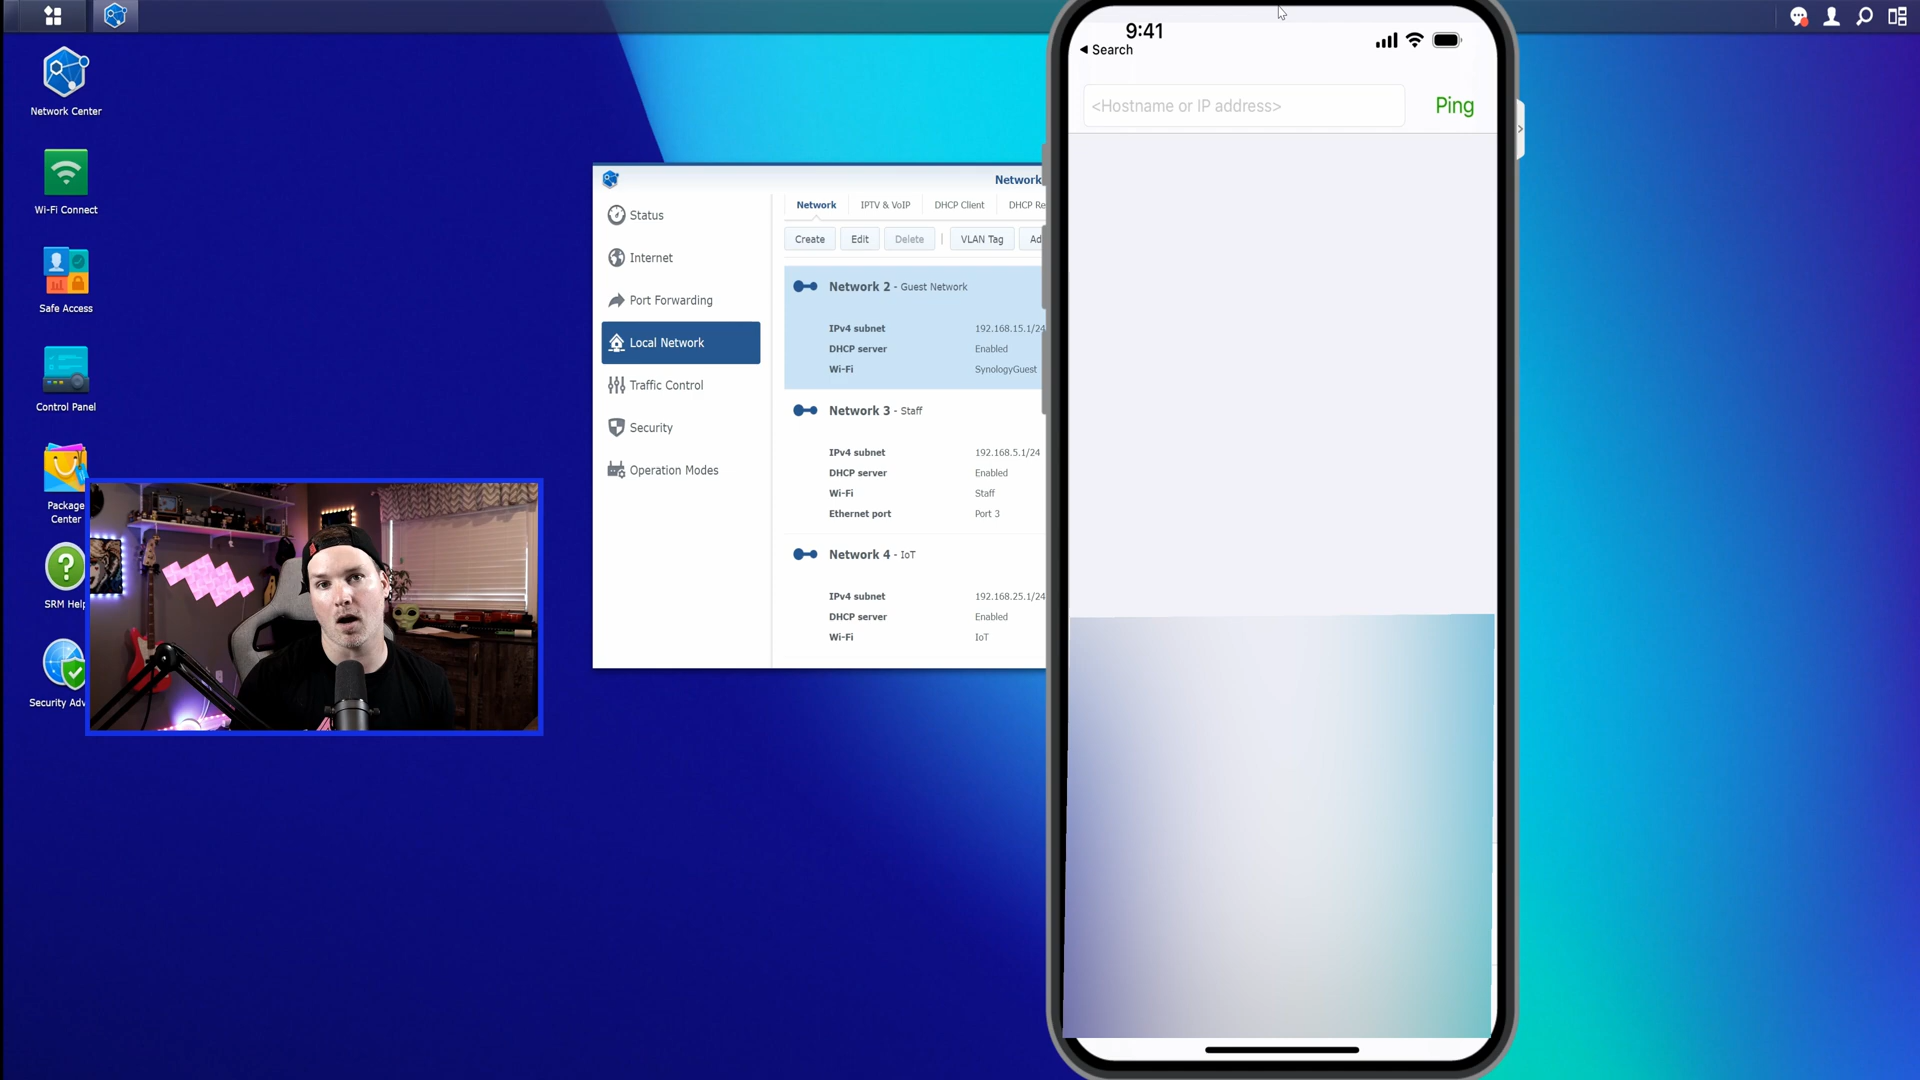 Network Center
Wi-Fi Connect
Safe Access
Control Panel
Package
Center
SRM Help
Security Adv
Network
Status
Internet
Port Forwarding
Local Network
Traffic Control
Security
Operation Modes
Network
IPTV & VoIP
DHCP Client
DHCP Re
Create
Edit
Delete
VLAN Tag
Ad
Network 2 - Guest Network
IPv4 subnet 192.168.15.1/24
DHCP server Enabled
Wi-Fi SynologyGuest
Network 3 - Staff
IPv4 subnet 192.168.5.1/24
DHCP server Enabled
Wi-Fi Staff
Ethernet port Port 3
Network 4 - IoT
IPv4 subnet 192.168.25.1/24
DHCP server Enabled
Wi-Fi IoT
9:41
Search
<Hostname or IP address>
Ping